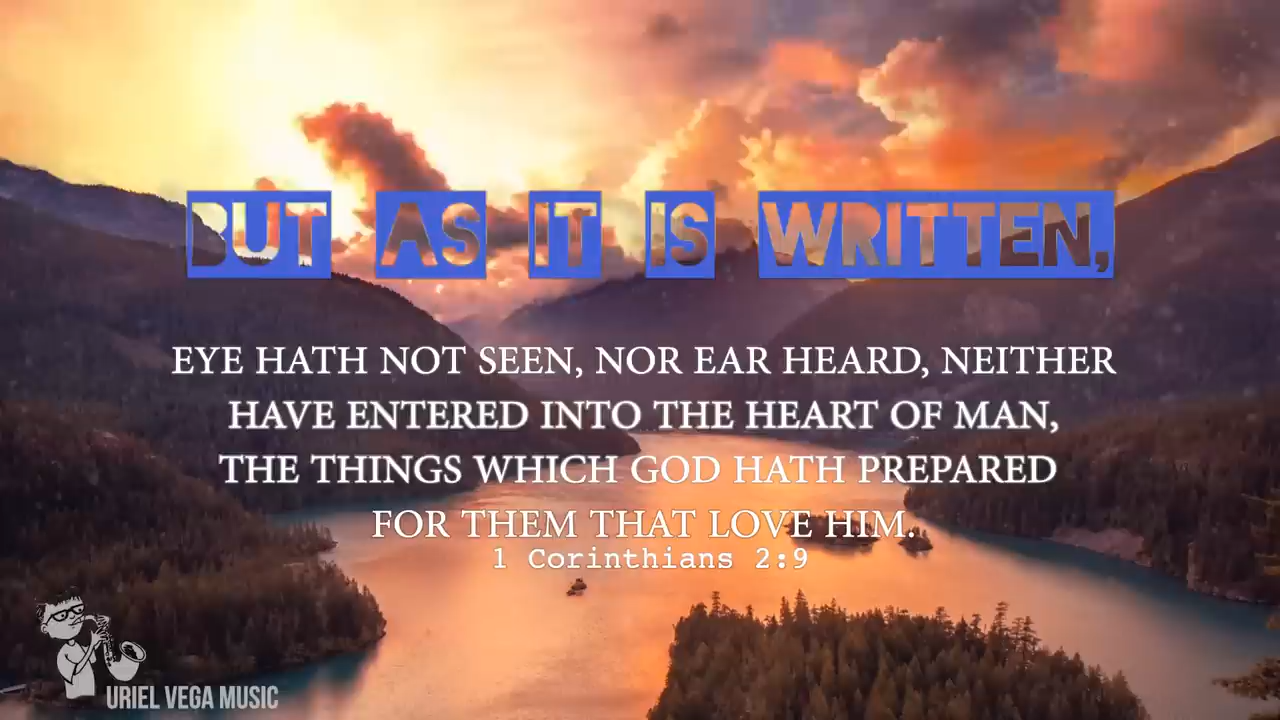 BUT AS IT IS WRITTEN,
EYE HATH NOT SEEN, NOR EAR HEARD, NEITHER
HAVE ENTERED INTO THE HEART OF MAN,
THE THINGS WHICH GOD HATH PREPARED
FOR THEM THAT LOVE HIM.
1 Corinthians 2:9
URIEL VEGA MUSIC